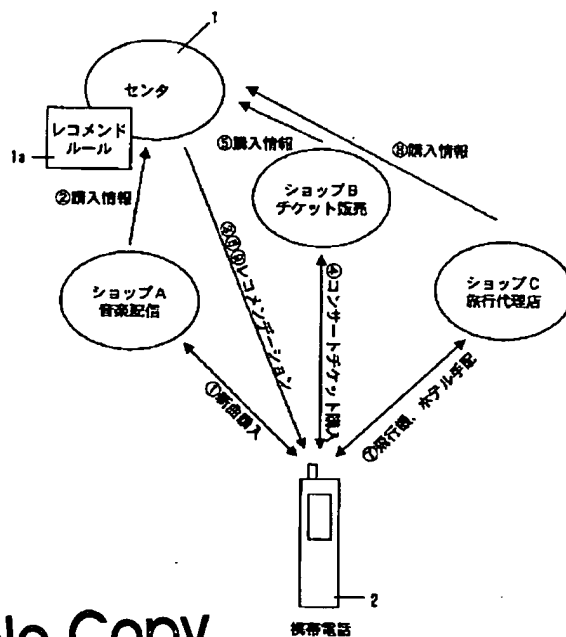 1
センタ
レコメンド
ルール
1a
⑤購入情報
⑧購入情報
②購入情報
ショップB
チケット販売
ショップA
音楽配信
ショップC
旅行代理店
レコメンデーション
④コンサートチケット購入
①新曲購入
⑦飛行機、ホテル手配
2
携帯電話
No Copy